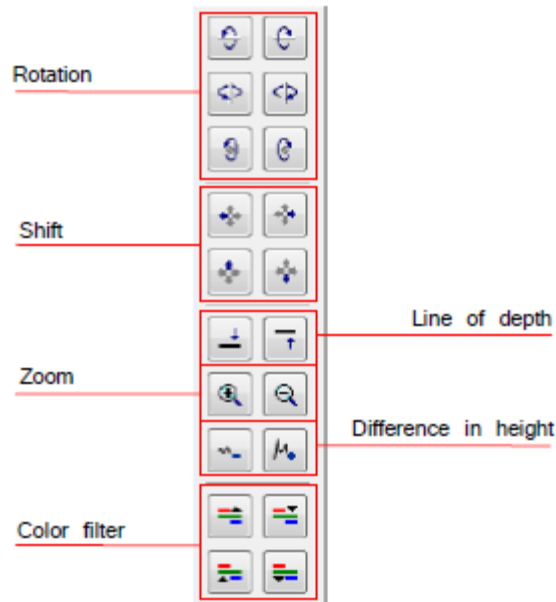 Rotation
Shift
Line of depth
Zoom
Difference in height
Color filter